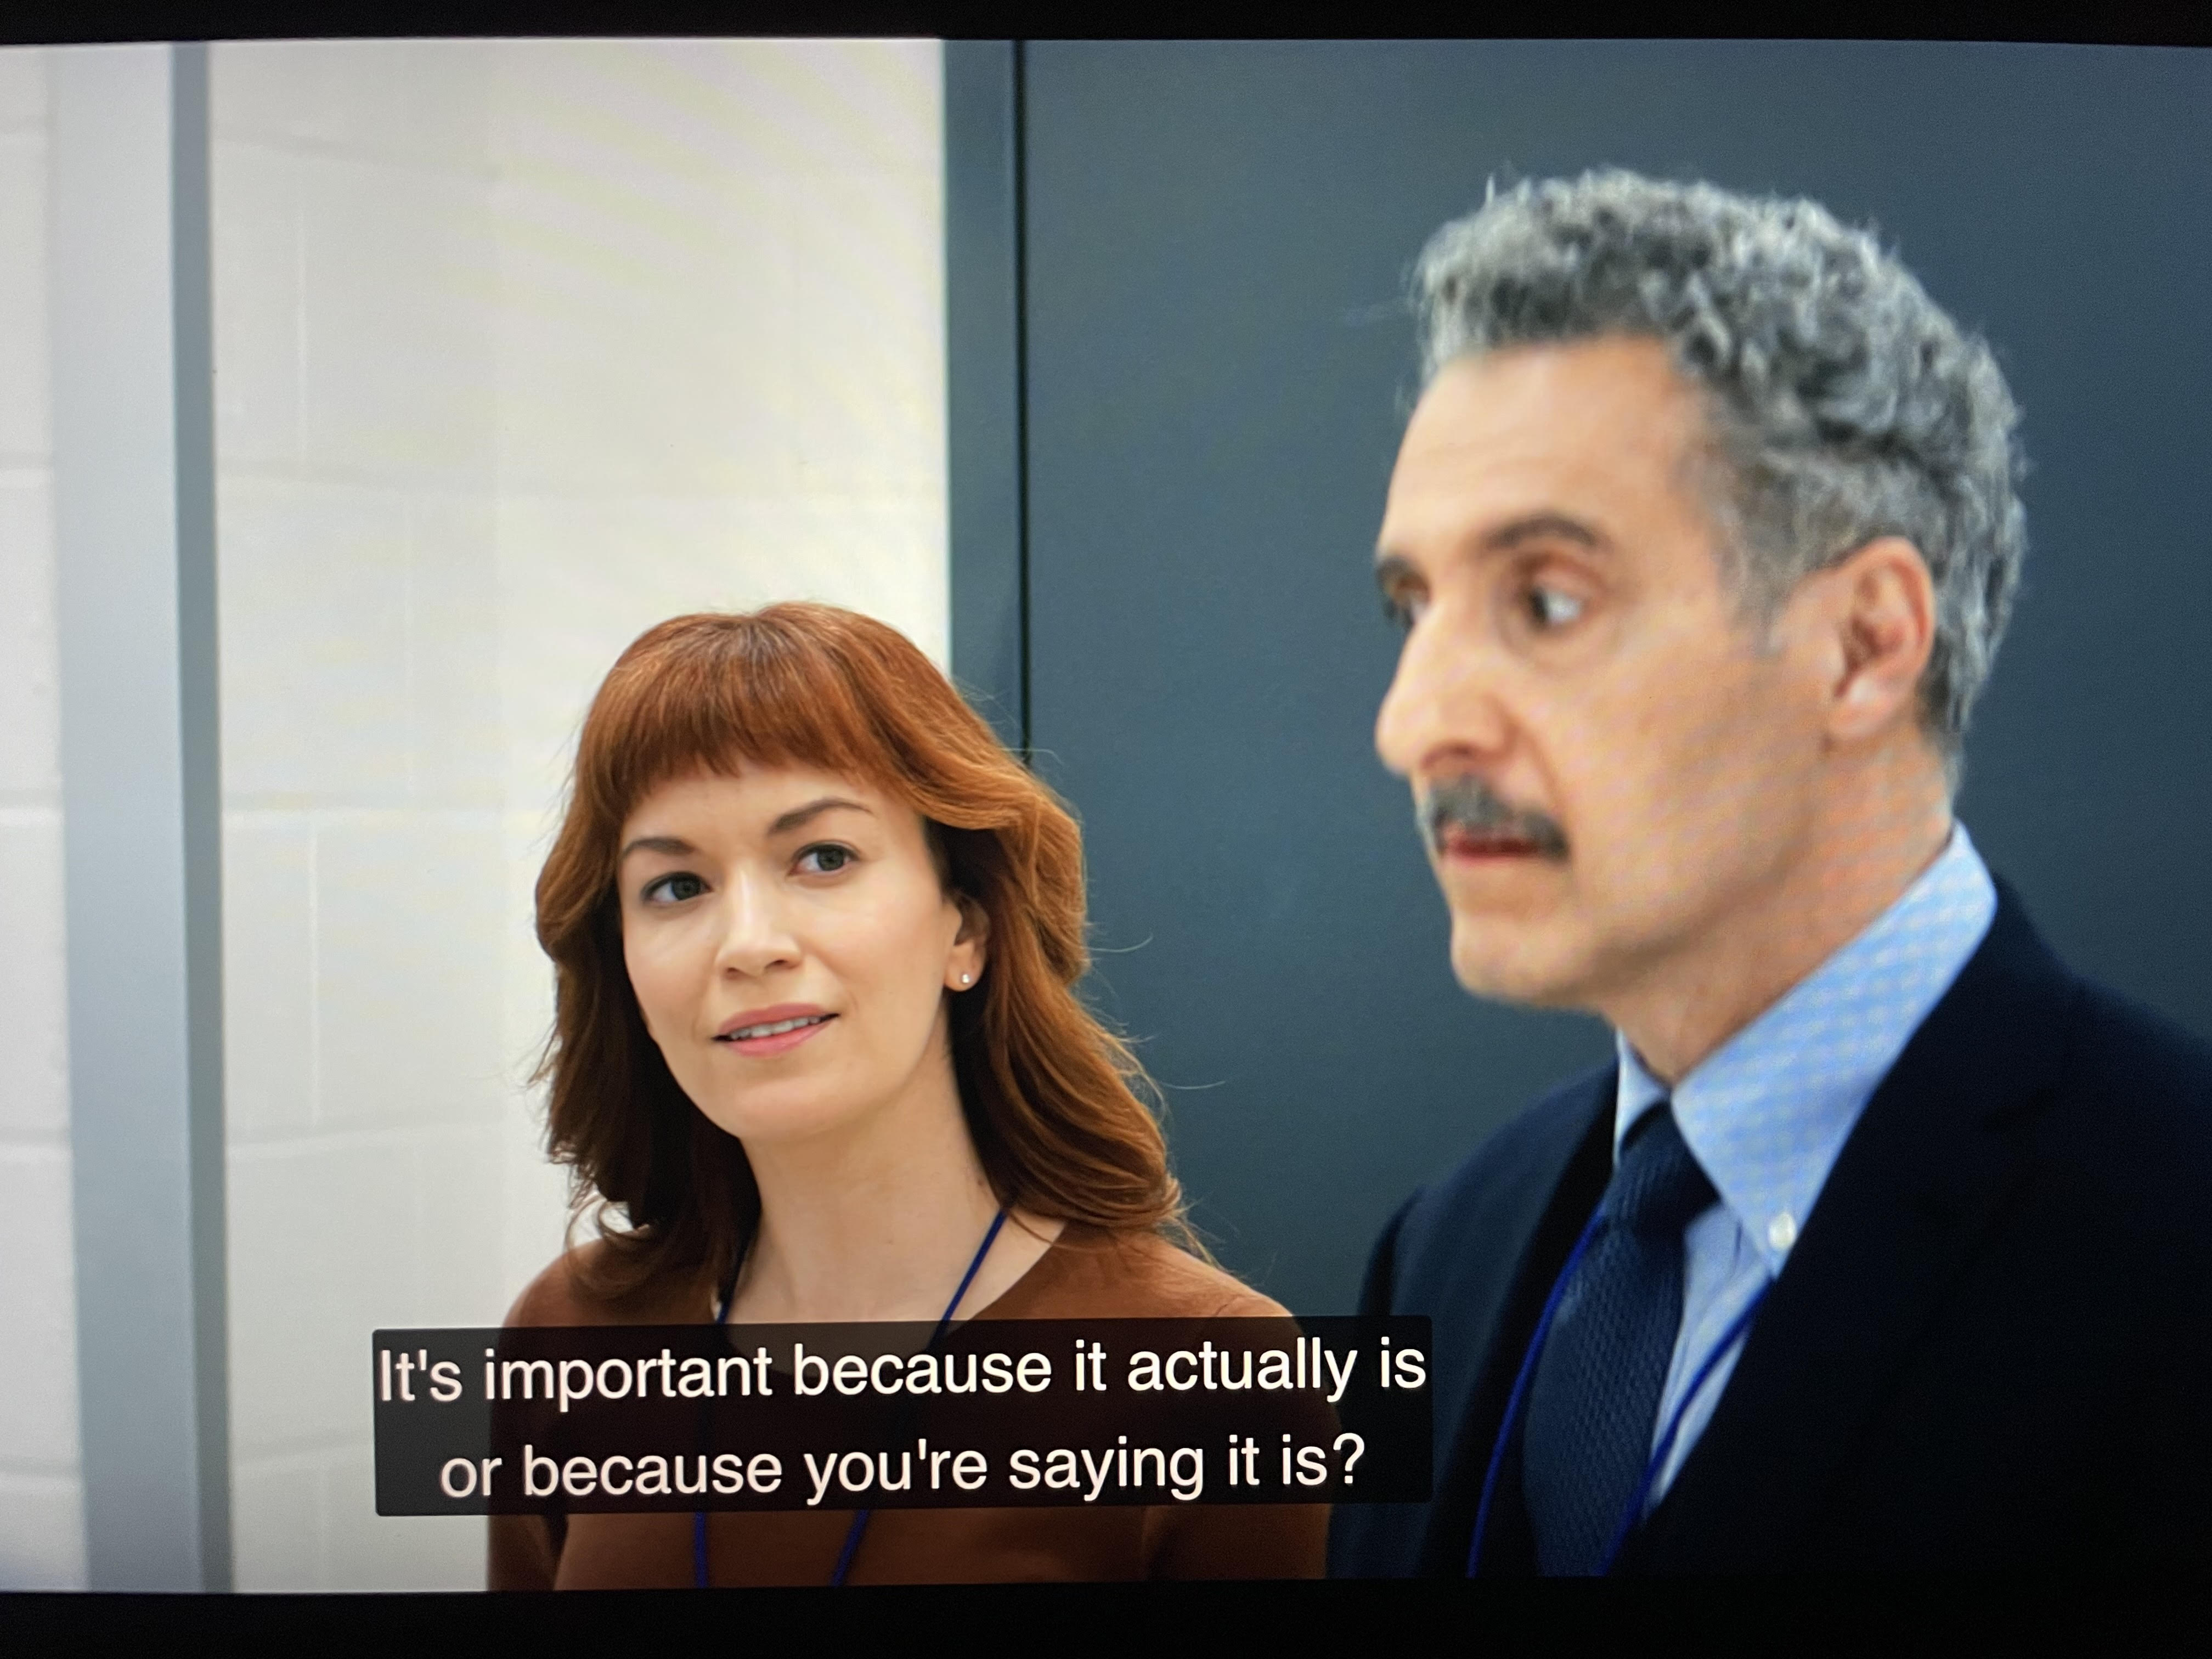 It's important because it actually is
or because you're saying it is?